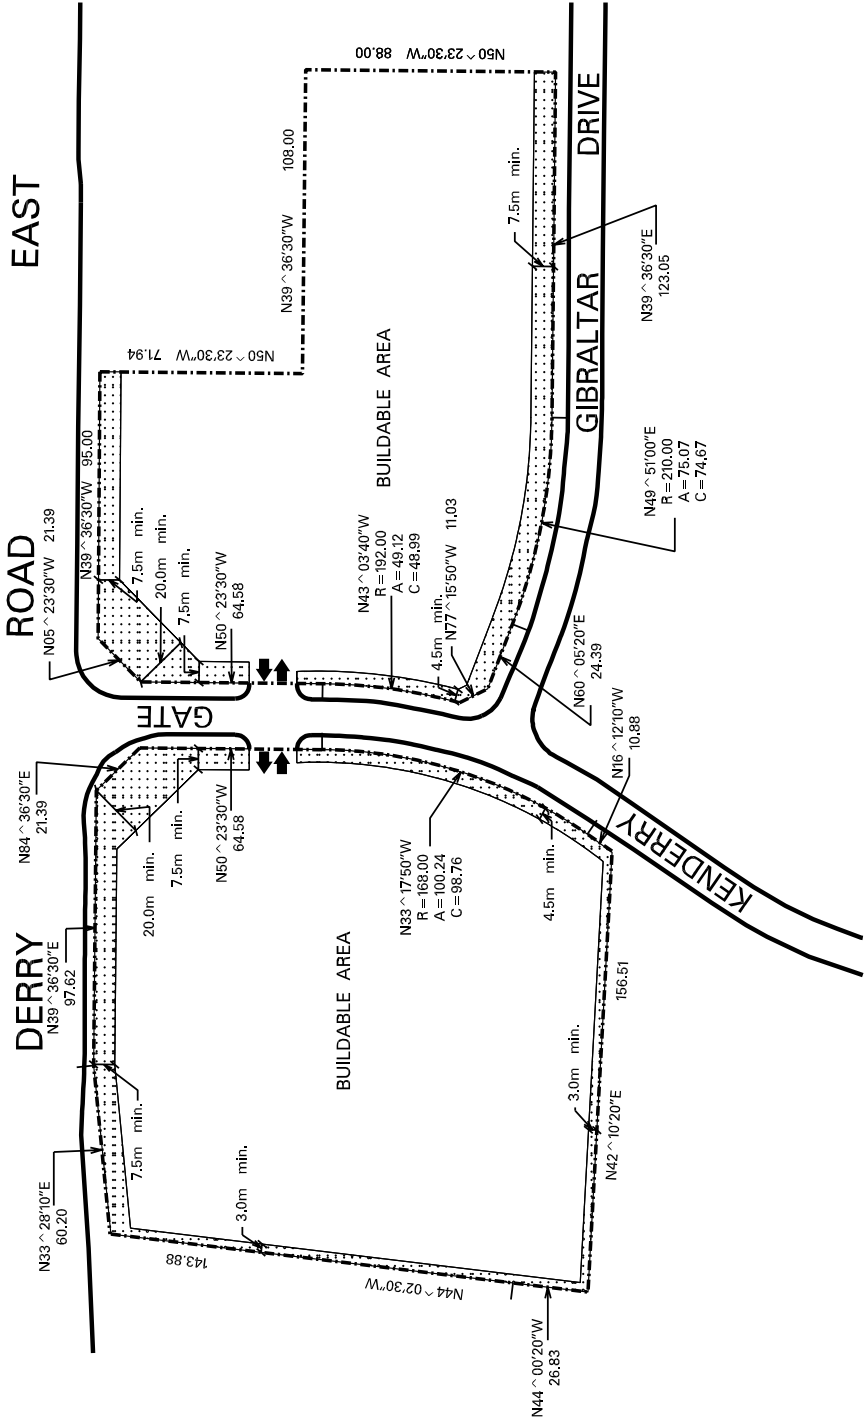 DERRY
ROAD
EAST
N33^28'10"E
60.20
N39^36'30"E
97.62
N84^36'30"E
21.39
N05^23'30"W 21.39
N39^36'30"W 95.00
7.5m min.
20.0m min.
7.5m min.
N50^23'30"W
64.58
N50^23'30"W 71.94
N39^36'30"W 108.00
N50^23'30"W 88.00
BUILDABLE AREA
7.5m min.
GATE
7.5m min.
20.0m min.
7.5m min.
N50^23'30"W
64.58
N43^03'40"W
R=192.00
A=49.12
C=48.99
4.5m min.
N77^15'50"W 11.03
GIBRALTAR DRIVE
N39^36'30"E
123.05
N49^51'00"E
R=210.00
A=75.07
C=74.67
N60^05'20"E
24.39
N16^12'10"W
10.88
KENDERRY
N33^17'50"W
R=168.00
A=100.24
C=98.76
4.5m min.
BUILDABLE AREA
3.0m min.
143.88
N44^02'30"W
N44^00'20"W
26.83
3.0m min.
N42^10'20"E
156.51